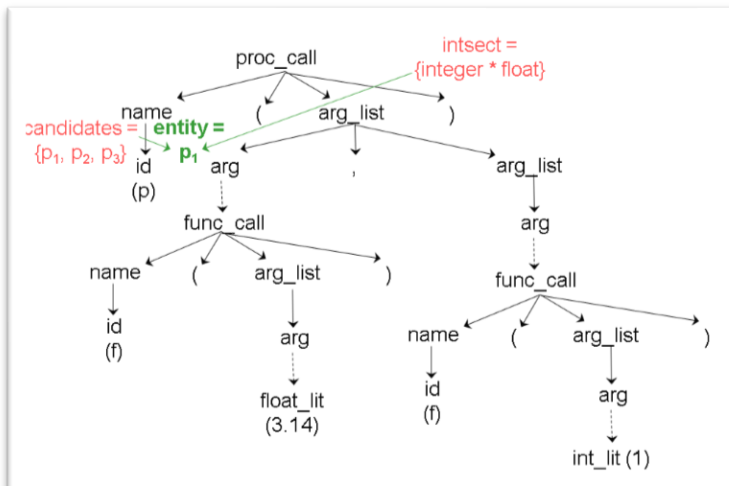 intsect =
{integer * float}
proc_call
name ( arg_list )
candidates = entity =
{p₁, p₂, p₃} id p₁ arg , arg_list
(p)
func_call arg
name ( arg_list ) func_call
id arg name ( arg_list )
(f)
float_lit id arg
(3.14) (f)
int_lit (1)